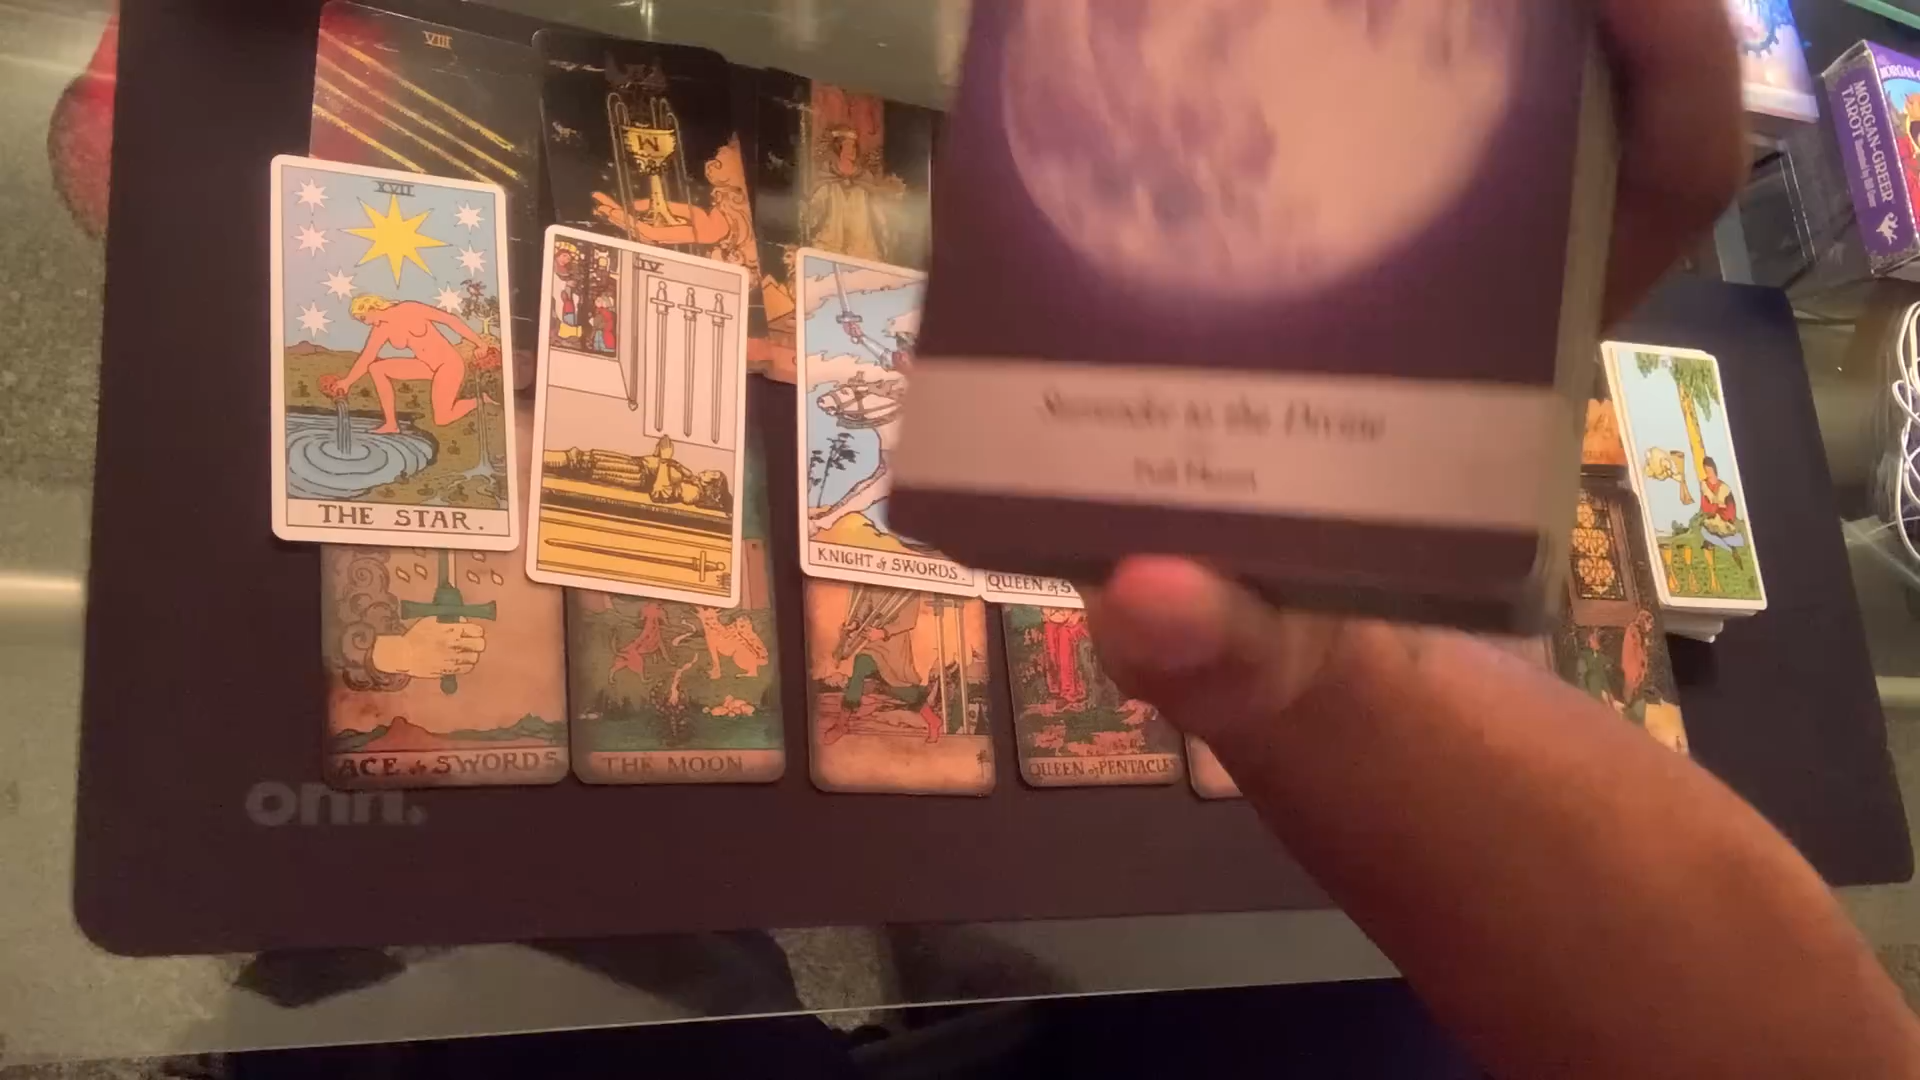 VIII
XVII
THE STAR.
IV
KNIGHT of SWORDS.
QUEEN of S
Surrender to the Divine
Full Moon
ACE of SWORDS
THE MOON
QUEEN of PENTACLES
onn.
MORGAN-GREER
TAROT